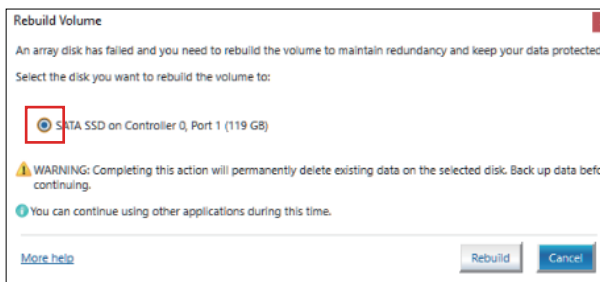 Rebuild Volume
An array disk has failed and you need to rebuild the volume to maintain redundancy and keep your data protected
Select the disk you want to rebuild the volume to:
SATA SSD on Controller 0, Port 1 (119 GB)
WARNING: Completing this action will permanently delete existing data on the selected disk. Back up data befo
continuing.
You can continue using other applications during this time.
More help
Rebuild
Cancel